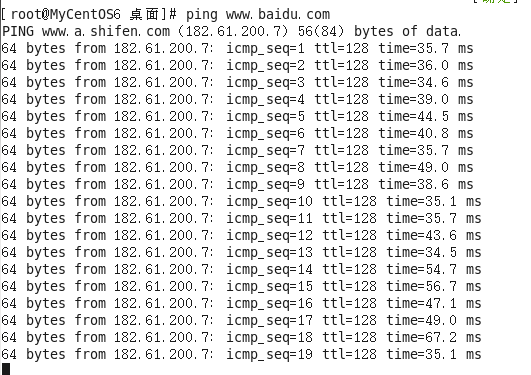 [root@MyCentOS6 桌面]# ping www.baidu.com
PING www.a.shifen.com (182.61.200.7) 56(84) bytes of data.
64 bytes from 182.61.200.7: icmp_seq=1 ttl=128 time=35.7 ms
64 bytes from 182.61.200.7: icmp_seq=2 ttl=128 time=36.0 ms
64 bytes from 182.61.200.7: icmp_seq=3 ttl=128 time=34.6 ms
64 bytes from 182.61.200.7: icmp_seq=4 ttl=128 time=39.0 ms
64 bytes from 182.61.200.7: icmp_seq=5 ttl=128 time=44.5 ms
64 bytes from 182.61.200.7: icmp_seq=6 ttl=128 time=40.8 ms
64 bytes from 182.61.200.7: icmp_seq=7 ttl=128 time=35.7 ms
64 bytes from 182.61.200.7: icmp_seq=8 ttl=128 time=49.0 ms
64 bytes from 182.61.200.7: icmp_seq=9 ttl=128 time=38.6 ms
64 bytes from 182.61.200.7: icmp_seq=10 ttl=128 time=35.1 ms
64 bytes from 182.61.200.7: icmp_seq=11 ttl=128 time=35.7 ms
64 bytes from 182.61.200.7: icmp_seq=12 ttl=128 time=43.6 ms
64 bytes from 182.61.200.7: icmp_seq=13 ttl=128 time=34.5 ms
64 bytes from 182.61.200.7: icmp_seq=14 ttl=128 time=54.7 ms
64 bytes from 182.61.200.7: icmp_seq=15 ttl=128 time=56.7 ms
64 bytes from 182.61.200.7: icmp_seq=16 ttl=128 time=47.1 ms
64 bytes from 182.61.200.7: icmp_seq=17 ttl=128 time=49.0 ms
64 bytes from 182.61.200.7: icmp_seq=18 ttl=128 time=67.2 ms
64 bytes from 182.61.200.7: icmp_seq=19 ttl=128 time=35.1 ms